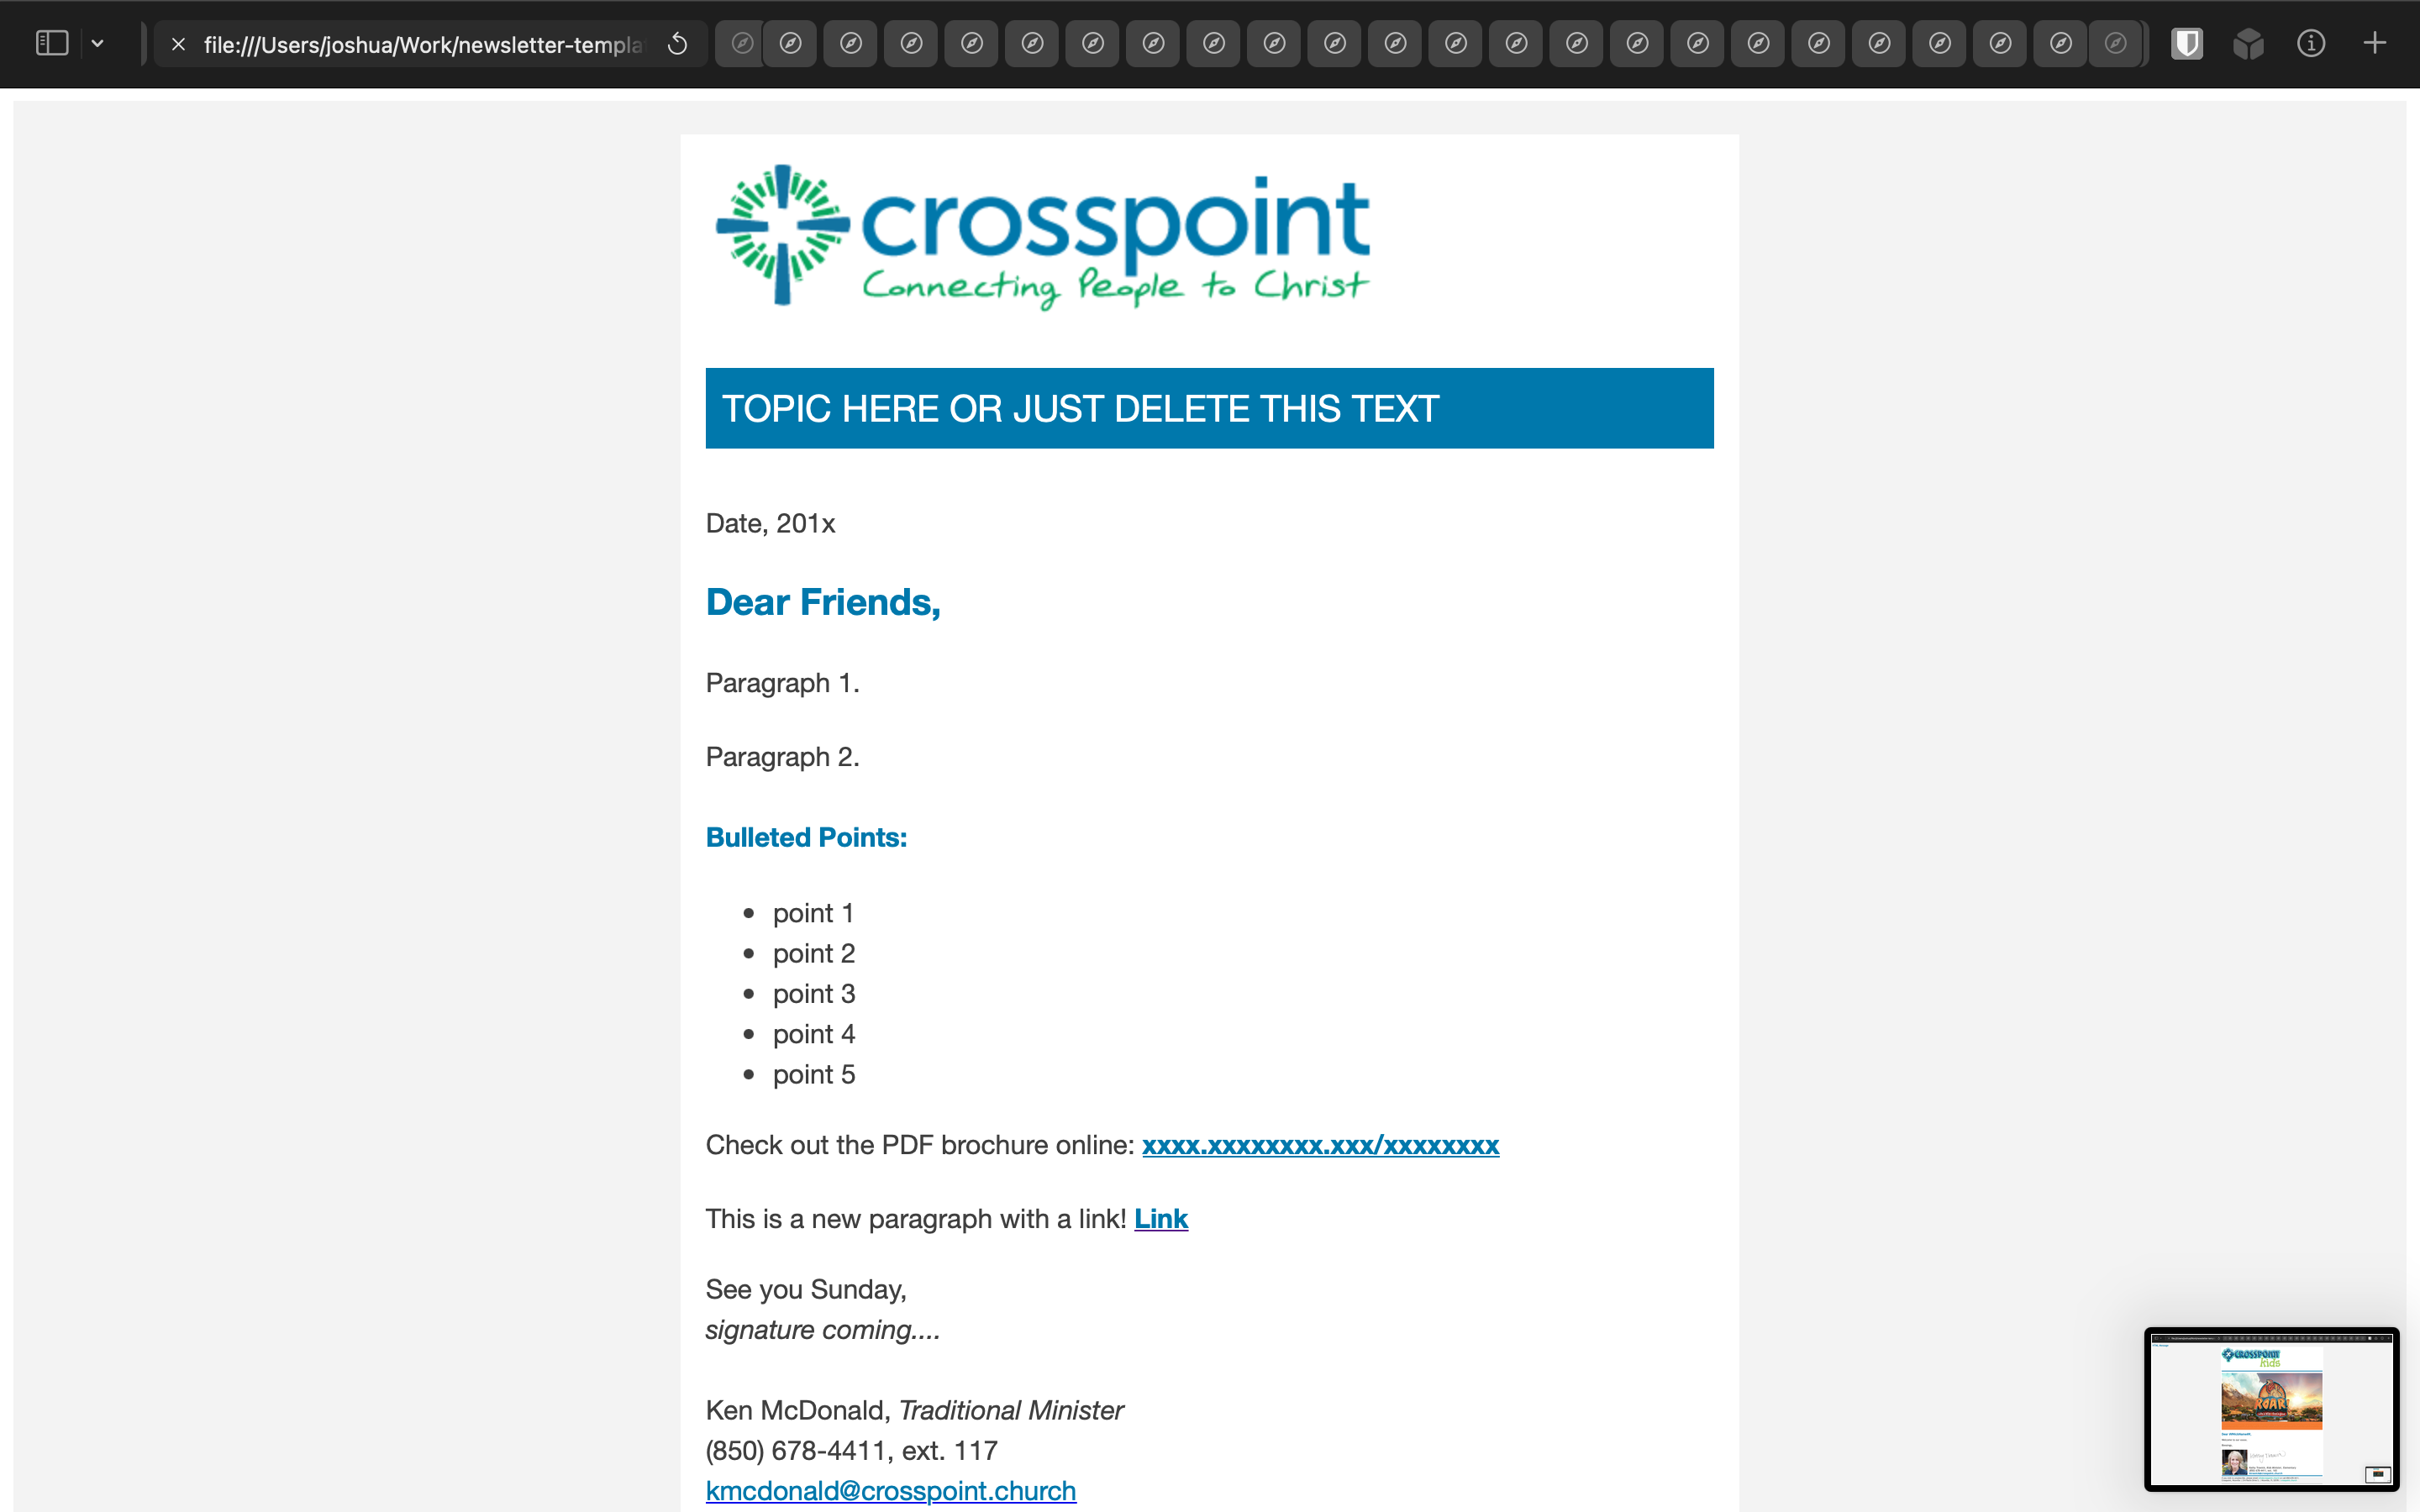 file:///Users/joshua/Work/newsletter-templa
crosspoint
Connecting People to Christ
TOPIC HERE OR JUST DELETE THIS TEXT
Date, 201x
Dear Friends,
Paragraph 1.
Paragraph 2.
Bulleted Points:
• point 1
• point 2
• point 3
• point 4
• point 5
Check out the PDF brochure online: xxxx.xxxxxxxx.xxx/xxxxxxxx
This is a new paragraph with a link! Link
See you Sunday,
signature coming....
Ken McDonald, Traditional Minister
(850) 678-4411, ext. 117
kmcdonald@crosspoint.church
CROSSPOINT
Kids
ROAR